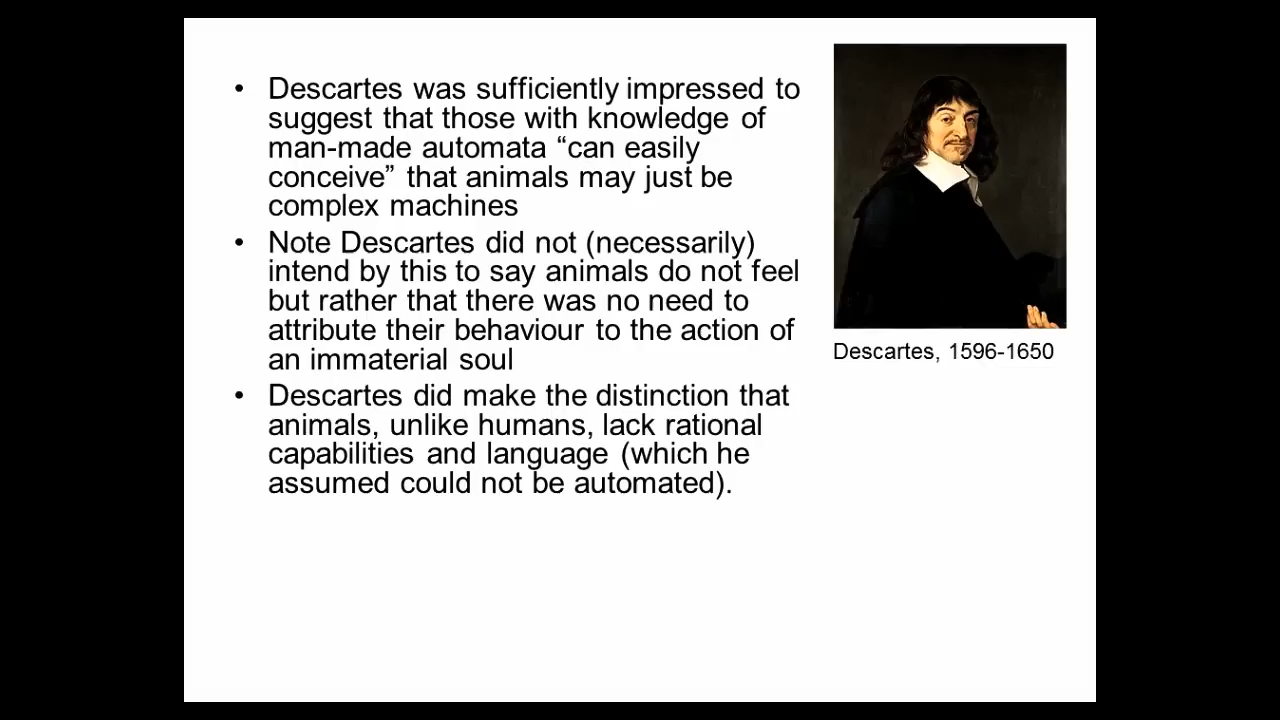 • Descartes was sufficiently impressed to
suggest that those with knowledge of
man-made automata “can easily
conceive” that animals may just be
complex machines
• Note Descartes did not (necessarily)
intend by this to say animals do not feel
but rather that there was no need to
attribute their behaviour to the action of
an immaterial soul
• Descartes did make the distinction that
animals, unlike humans, lack rational
capabilities and language (which he
assumed could not be automated).
Descartes, 1596-1650